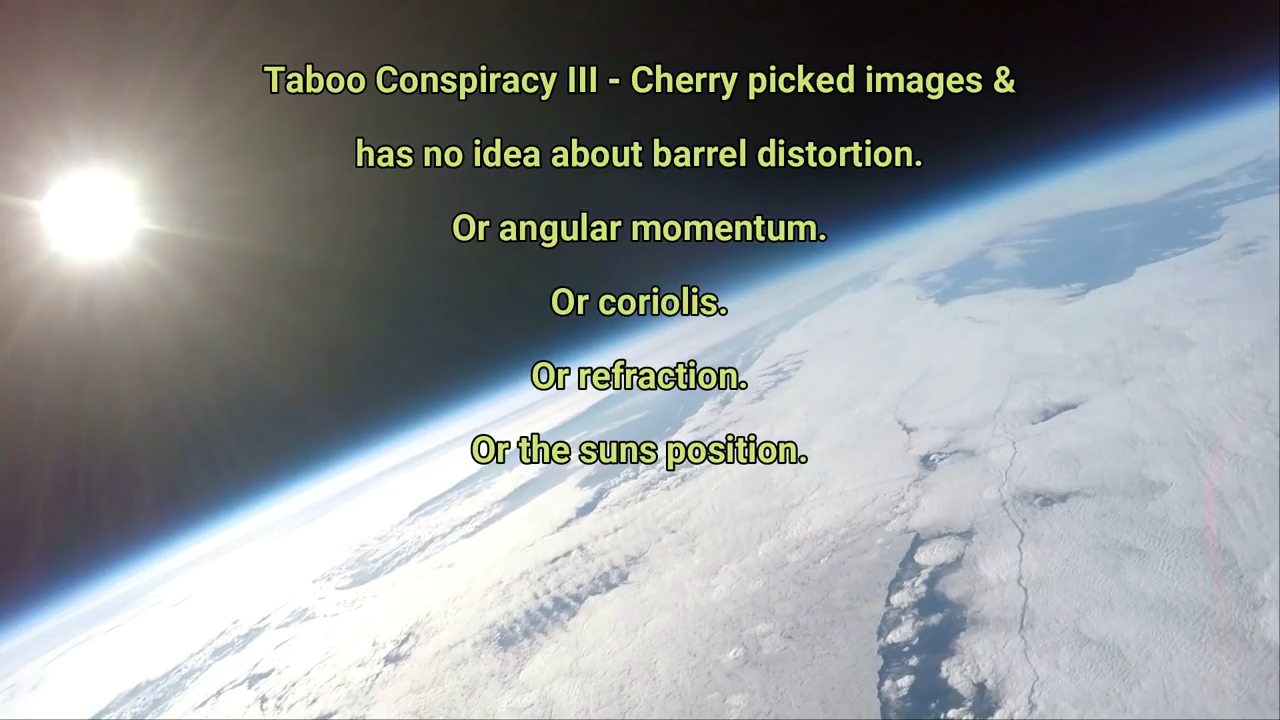 Taboo Conspiracy III - Cherry picked images &
has no idea about barrel distortion.
Or angular momentum.
Or coriolis.
Or refraction.
Or the suns position.